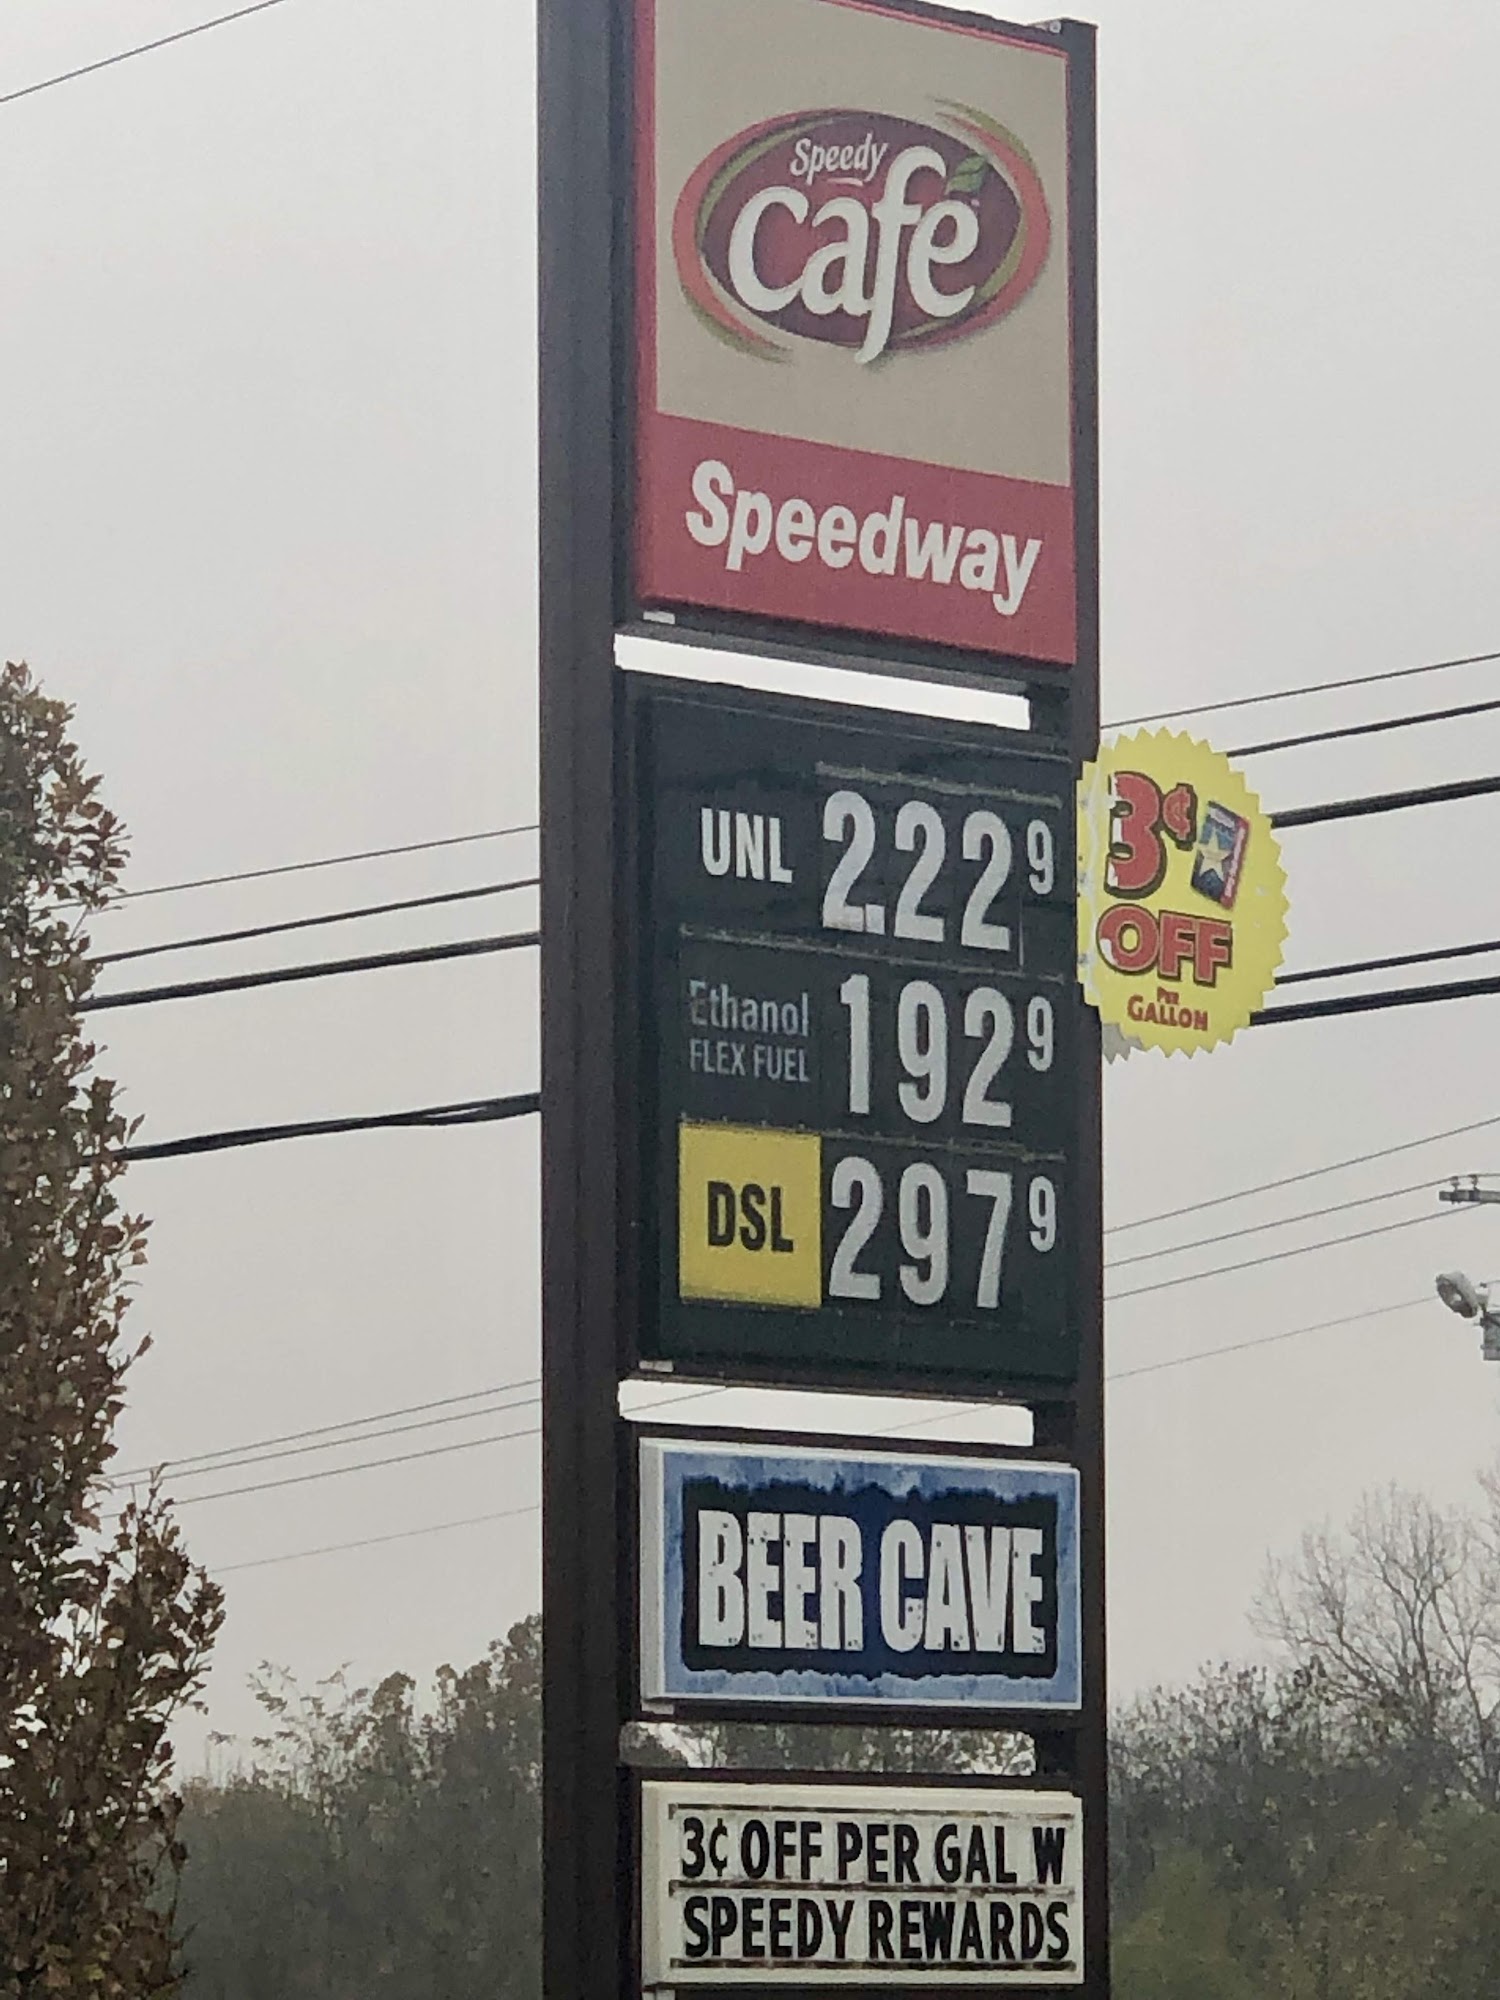 Speedy
café
Speedway
UNL 2.22 9
Ethanol
FLEX FUEL
192 9
DSL 297 9
3¢
OFF
PER
GALLON
BEER CAVE
3¢ OFF PER GAL W
SPEEDY REWARDS